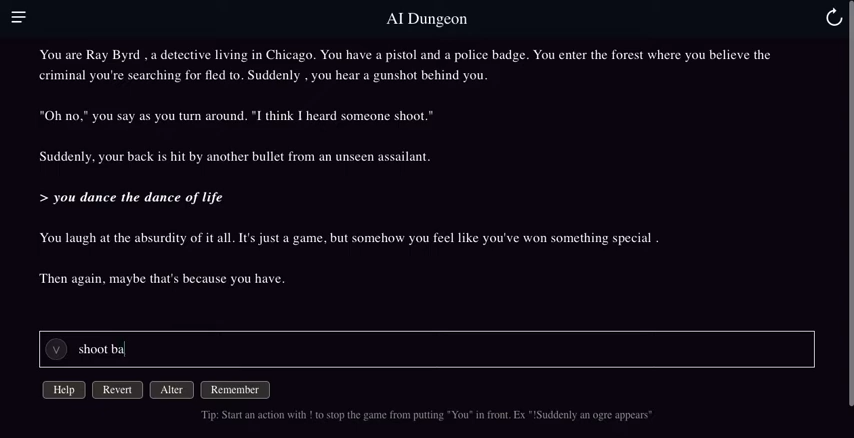 AI Dungeon
You are Ray Byrd , a detective living in Chicago. You have a pistol and a police badge. You enter the forest where you believe the
criminal you're searching for fled to. Suddenly , you hear a gunshot behind you.
"Oh no," you say as you turn around. "I think I heard someone shoot."
Suddenly, your back is hit by another bullet from an unseen assailant.
> you dance the dance of life
You laugh at the absurdity of it all. It's just a game, but somehow you feel like you've won something special .
Then again, maybe that's because you have.
shoot ba
Help Revert Alter Remember
Tip: Start an action with ! to stop the game from putting "You" in front. Ex "!Suddenly an ogre appears"